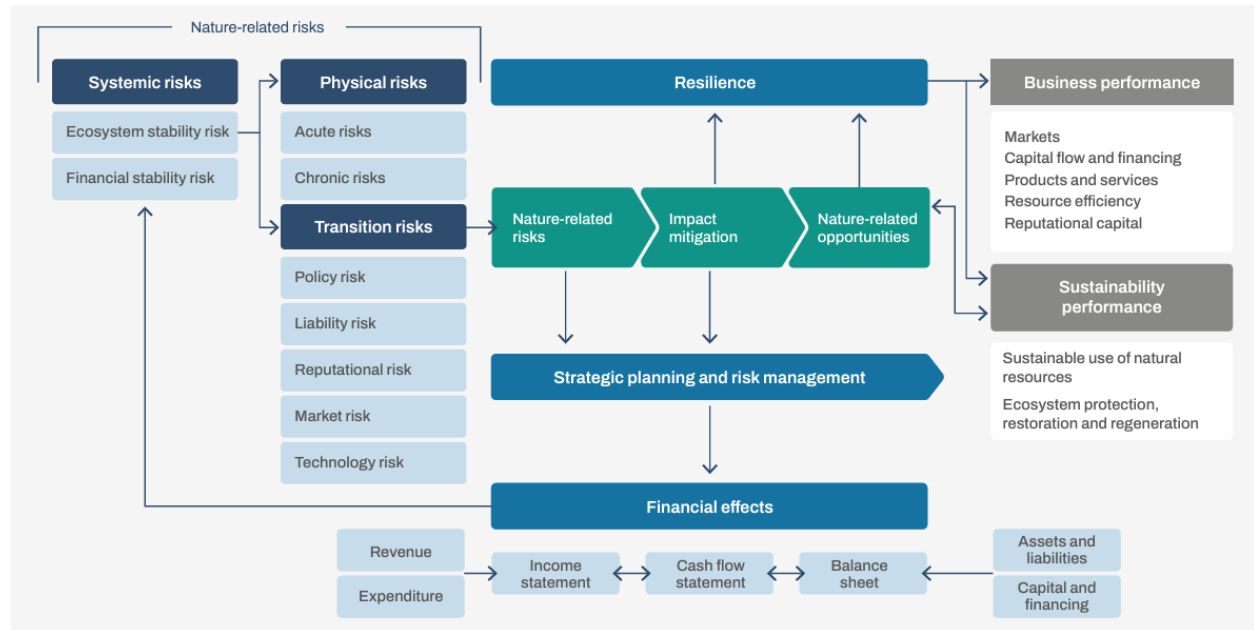 Nature-related risks
Systemic risks
Ecosystem stability risk
Financial stability risk
Physical risks
Acute risks
Chronic risks
Transition risks
Policy risk
Liability risk
Reputational risk
Market risk
Technology risk
Resilience
Nature-related
risks
Impact
mitigation
Nature-related
opportunities
Strategic planning and risk management
Financial effects
Business performance
Markets
Capital flow and financing
Products and services
Resource efficiency
Reputational capital
Sustainability
performance
Sustainable use of natural
resources
Ecosystem protection,
restoration and regeneration
Revenue
Expenditure
Income
statement
Cash flow
statement
Balance
sheet
Assets and
liabilities
Capital and
financing